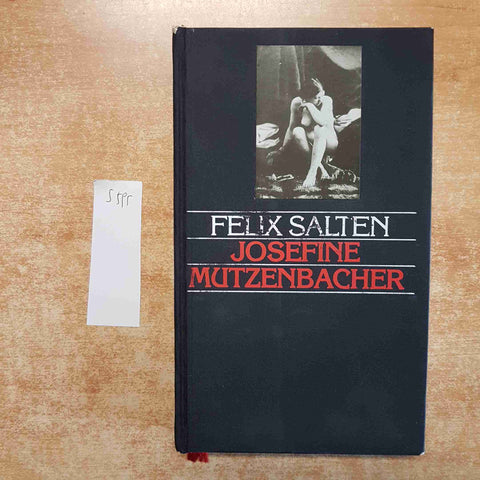 FELIX SALTEN
JOSEFINE
MUTZENBACHER